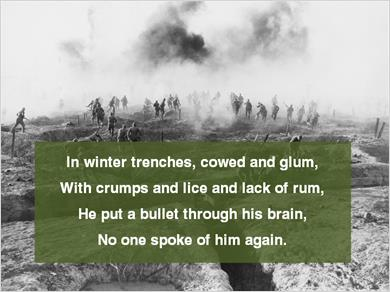 In winter trenches, cowed and glum,
With crumps and lice and lack of rum,
He put a bullet through his brain,
No one spoke of him again.